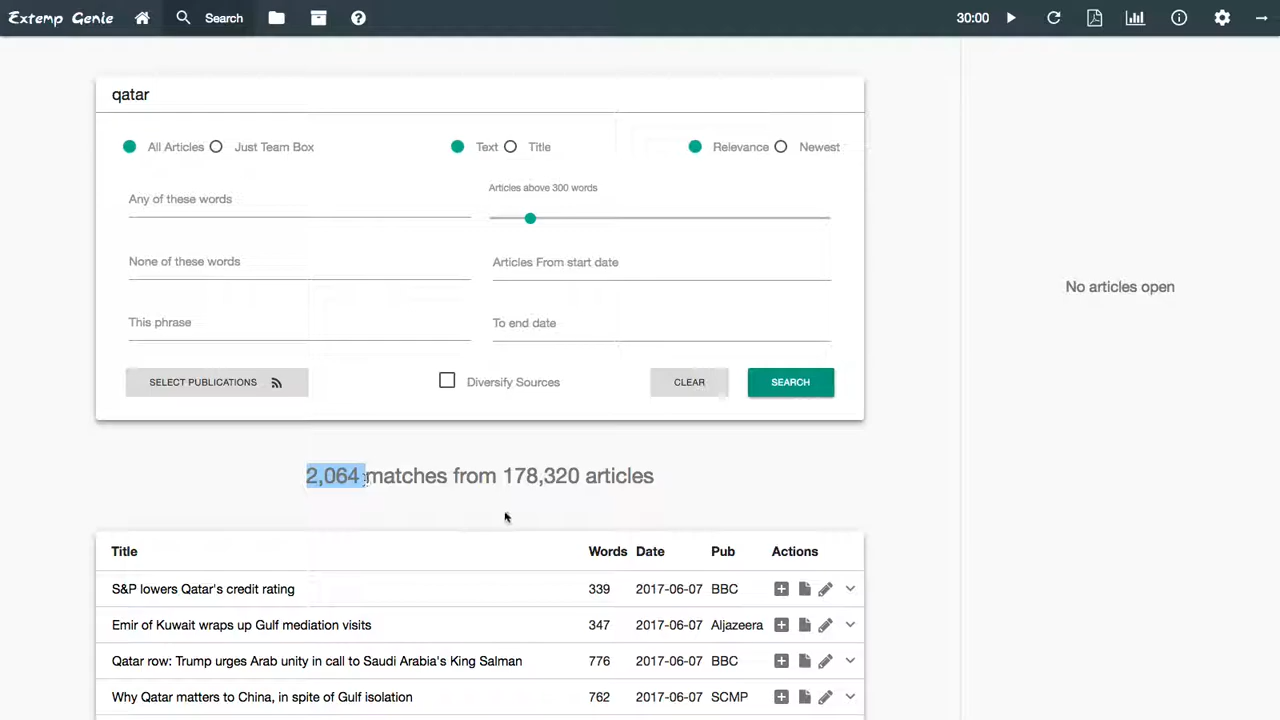 Extemp Genie Search 30:00
qatar
All Articles Just Team Box Text Title Relevance Newest
Any of these words
Articles above 300 words
None of these words
Articles From start date
This phrase
To end date
SELECT PUBLICATIONS Diversify Sources CLEAR SEARCH
No articles open
2,064 matches from 178,320 articles
Title Words Date Pub Actions
S&P lowers Qatar's credit rating 339 2017-06-07 BBC
Emir of Kuwait wraps up Gulf mediation visits 347 2017-06-07 Aljazeera
Qatar row: Trump urges Arab unity in call to Saudi Arabia's King Salman 776 2017-06-07 BBC
Why Qatar matters to China, in spite of Gulf isolation 762 2017-06-07 SCMP